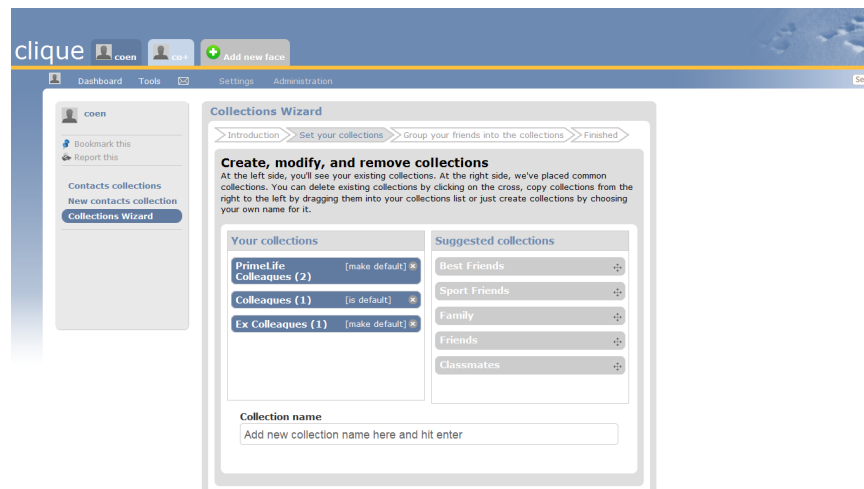 clique
coen
co+
Add new face
Dashboard Tools Settings Administration
Se
coen
Bookmark this
Report this
Contacts collections
New contacts collection
Collections Wizard
Collections Wizard
Introduction Set your collections Group your friends into the collections Finished
Create, modify, and remove collections
At the left side, you'll see your existing collections. At the right side, we've placed common
collections. You can delete existing collections by clicking on the cross, copy collections from the
right to the left by dragging them into your collections list or just create collections by choosing
your own name for it.
Your collections
PrimeLife [make default]
Colleaques (2)
Colleaques (1) [is default]
Ex Colleaques (1) [make default]
Suggested collections
Best Friends
Sport Friends
Family
Friends
Classmates
Collection name
Add new collection name here and hit enter